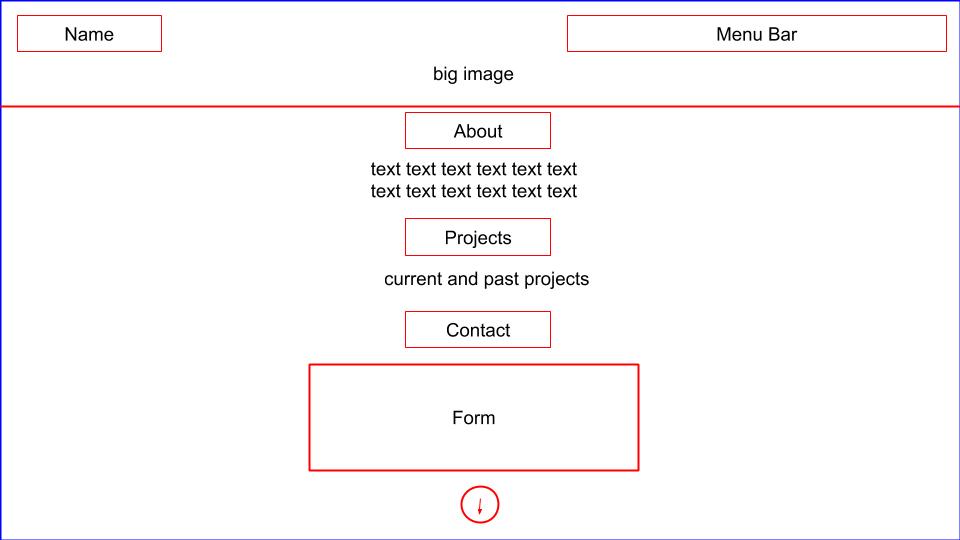 Name
Menu Bar
big image
About
text text text text text text
text text text text text text
Projects
current and past projects
Contact
Form